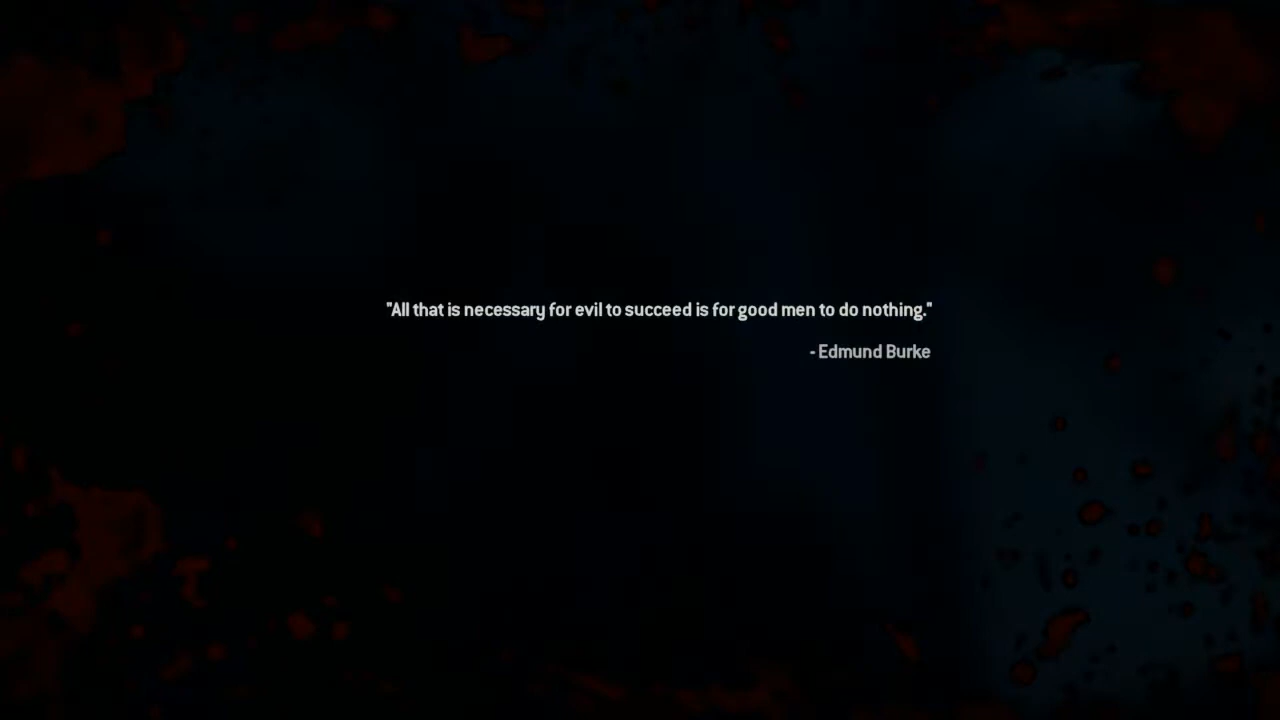 "All that is necessary for evil to succeed is for good men to do nothing."
- Edmund Burke